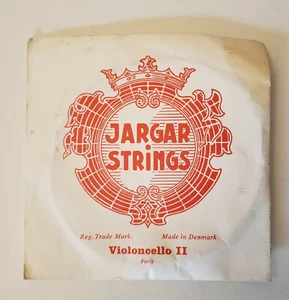 JARGAR
STRiNGS
Reg. Trade Mark. Made in Denmark
Violoncello II
Forte